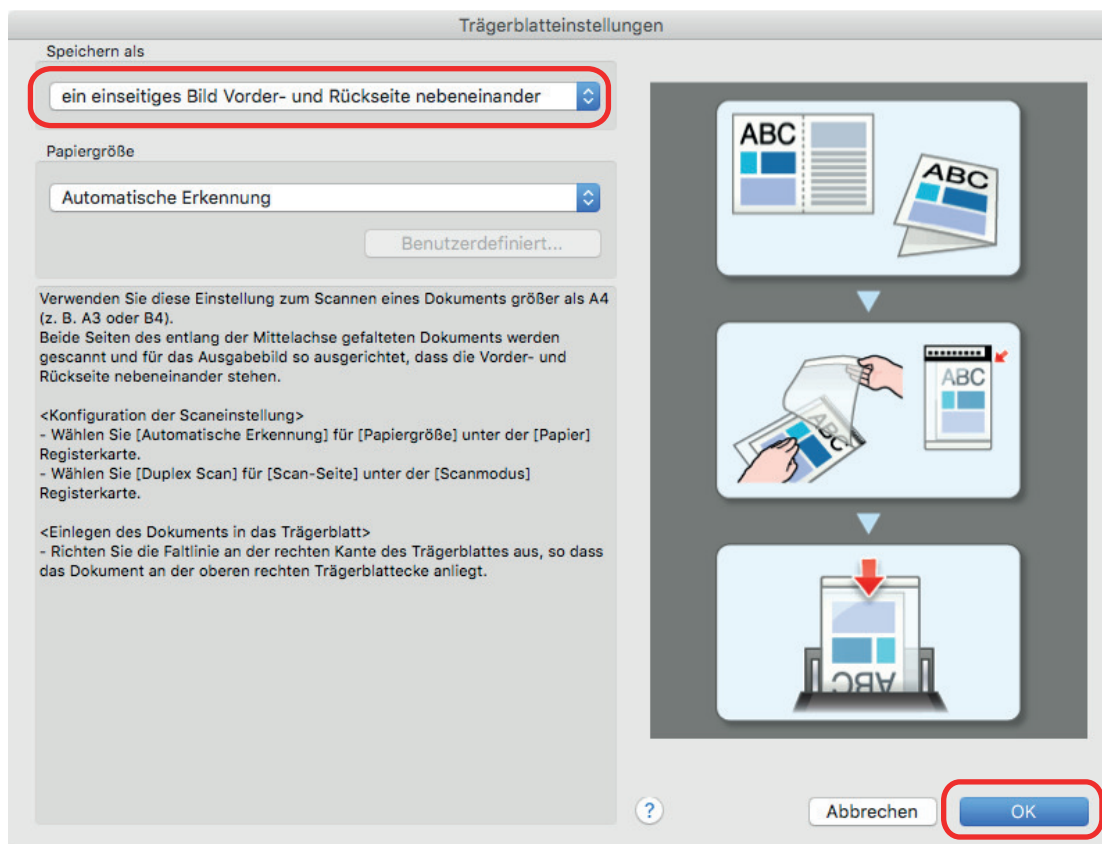 Trägerblatteinstellungen
Speichern als
ein einseitiges Bild Vorder- und Rückseite nebeneinander
Papiergröße
Automatische Erkennung
Benutzerdefiniert...
Verwenden Sie diese Einstellung zum Scannen eines Dokuments größer als A4
(z. B. A3 oder B4).
Beide Seiten des entlang der Mittelachse gefalteten Dokuments werden
gescannt und für das Ausgabebild so ausgerichtet, dass die Vorder- und
Rückseite nebeneinander stehen.
<Konfiguration der Scaneinstellung>
- Wählen Sie [Automatische Erkennung] für [Papiergröße] unter der [Papier]
Registerkarte.
- Wählen Sie [Duplex Scan] für [Scan-Seite] unter der [Scanmodus]
Registerkarte.
<Einlegen des Dokuments in das Trägerblatt>
- Richten Sie die Faltlinie an der rechten Kante des Trägerblattes aus, so dass
das Dokument an der oberen rechten Trägerblattecke anliegt.
ABC
ABC
ABC
ABC
ABC
?
Abbrechen
OK